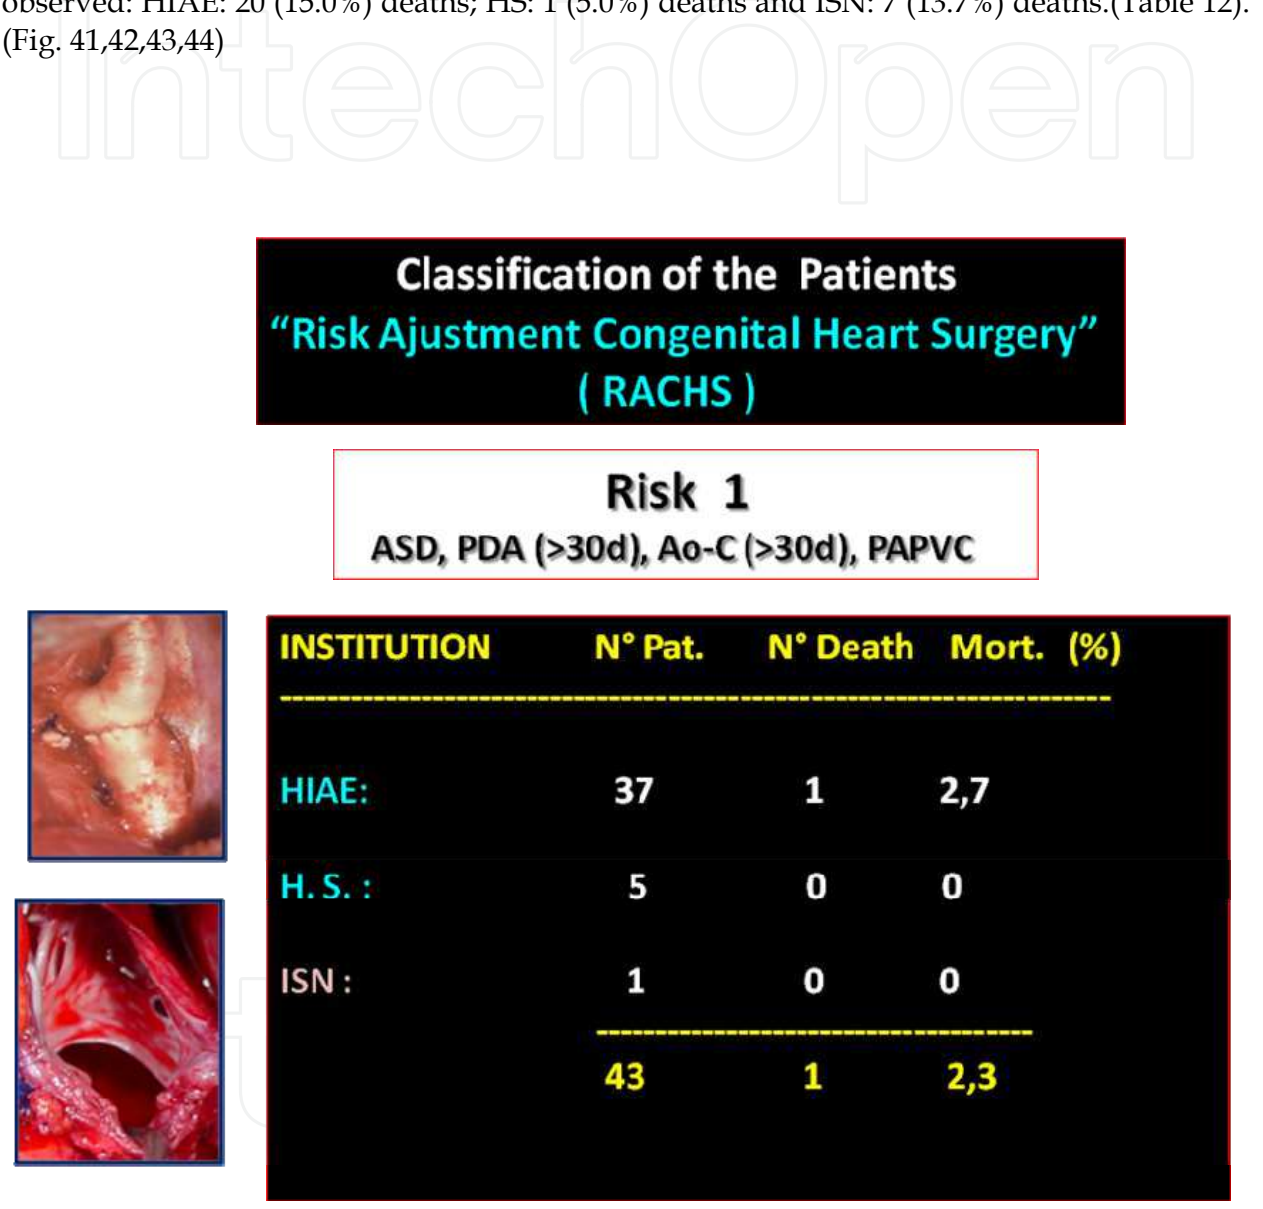 observed: HIAE: 20 (15.0%) deaths; HS: 1 (5.0%) deaths and ISN: 7 (13.7%) deaths.(Table 12).
(Fig. 41,42,43,44)
IntechOpen
Classification of the Patients
“Risk Ajustment Congenital Heart Surgery”
( RACHS )
Risk 1
ASD, PDA (>30d), Ao-C (>30d), PAPVC
INSTITUTION N° Pat. N° Death Mort. (%)
HIAE: 37 1 2,7
H. S. : 5 0 0
ISN : 1 0 0
43 1 2,3